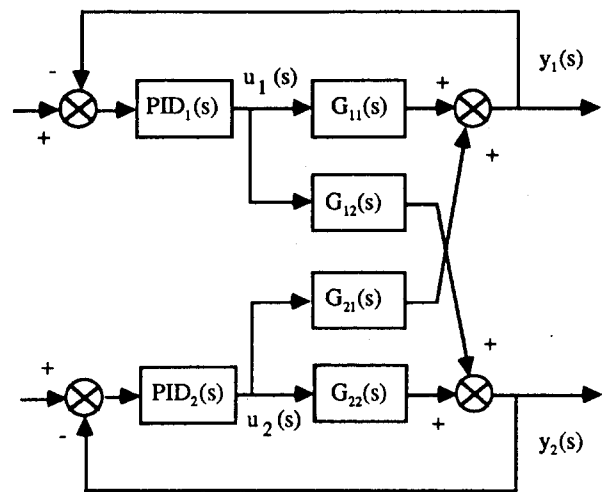 y₁(s)
-
u₁(s)
+
PID₁(s)
G₁₁(s)
+
+
G₁₂(s)
G₂₁(s)
+
+
PID₂(s)
G₂₂(s)
-
u₂(s)
+
y₂(s)